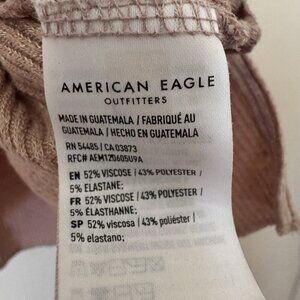 AMERICAN EAGLE
OUTFITTERS
MADE IN GUATEMALA / FABRIQUÉ AU
GUATEMALA / HECHO EN GUATEMALA
RN 54485 / CA 03873
RFC# AEM120605U9A
EN 52% VISCOSE / 43% POLYESTER /
5% ELASTANE;
FR 52% VISCOSE / 43% POLYESTER /
5% ÉLASTHANNE;
SP 52% viscosa / 43% poliéster /
5% elastano;